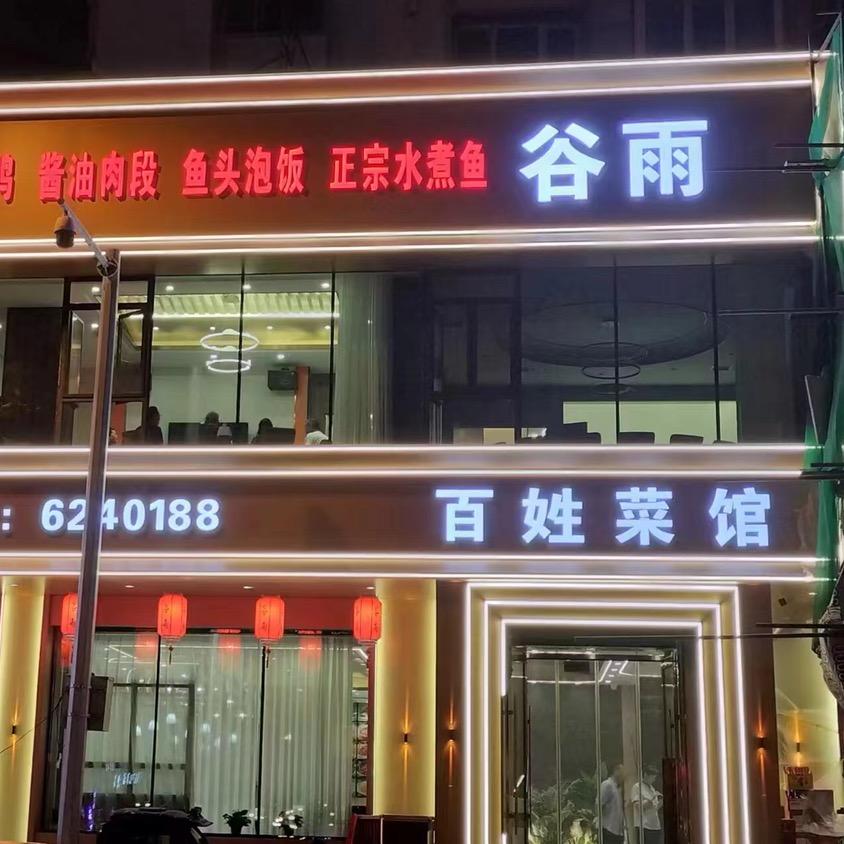 酱油肉段 鱼头泡饭 正宗水煮鱼 谷雨
: 6240188 百姓菜馆